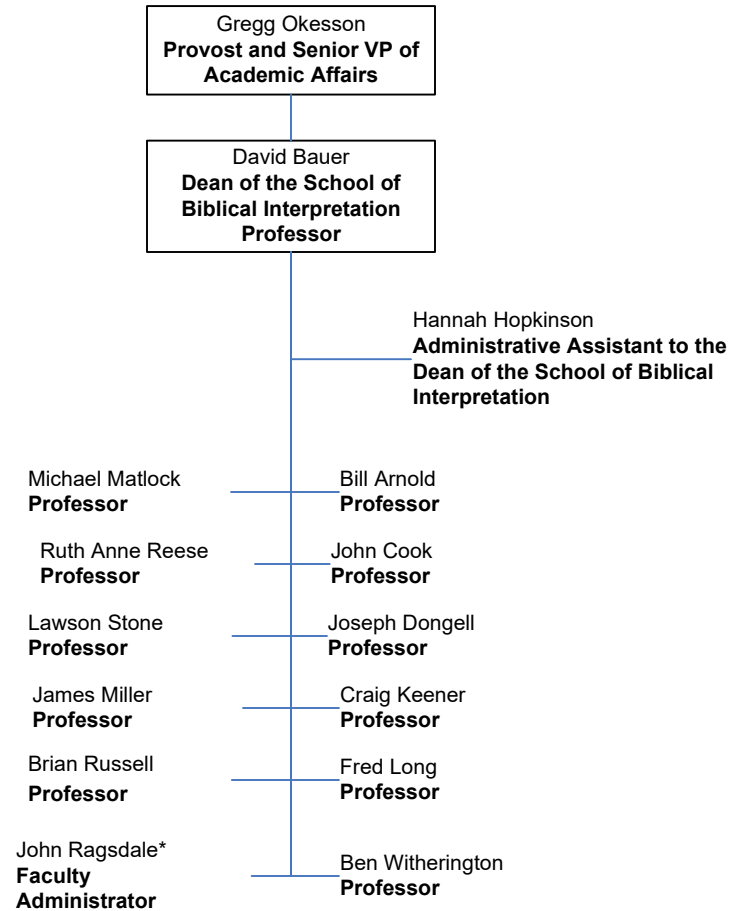 Gregg Okesson
Provost and Senior VP of
Academic Affairs
David Bauer
Dean of the School of
Biblical Interpretation
Professor
Hannah Hopkinson
Administrative Assistant to the
Dean of the School of Biblical
Interpretation
Michael Matlock
Professor
Bill Arnold
Professor
Ruth Anne Reese
Professor
John Cook
Professor
Lawson Stone
Professor
Joseph Dongell
Professor
James Miller
Professor
Craig Keener
Professor
Brian Russell
Professor
Fred Long
Professor
John Ragsdale*
Faculty
Administrator
Ben Witherington
Professor